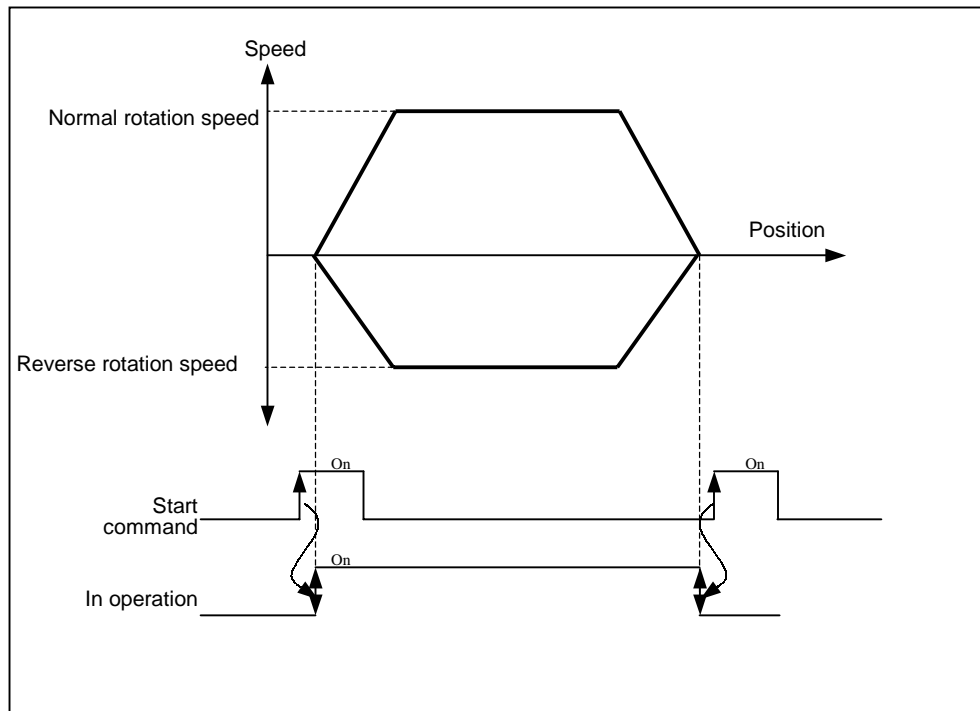 Speed
Normal rotation speed
Position
Reverse rotation speed
On
On
Start
command
On
In operation